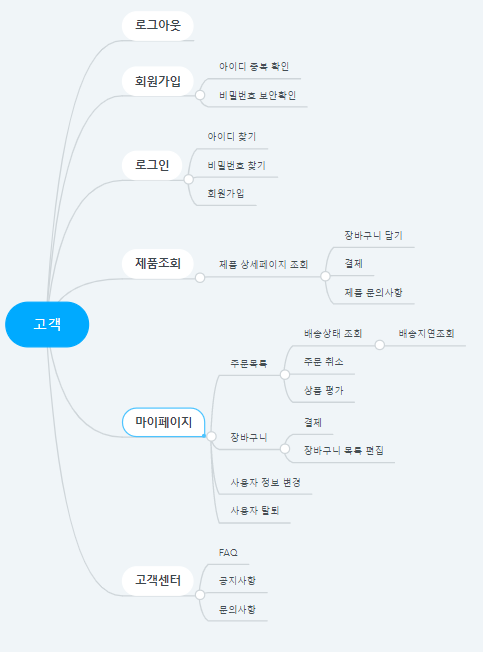 로그아웃
회원가입
아이디 중복 확인
비밀번호 보안확인
로그인
아이디 찾기
비밀번호 찾기
회원가입
제품조회
제품 상세페이지 조회
장바구니 담기
결제
제품 문의사항
고객
마이페이지
주문목록
배송상태 조회
배송지연조회
주문 취소
상품 평가
장바구니
결제
장바구니 목록 편집
사용자 정보 변경
사용자 탈퇴
고객센터
FAQ
공지사항
문의사항